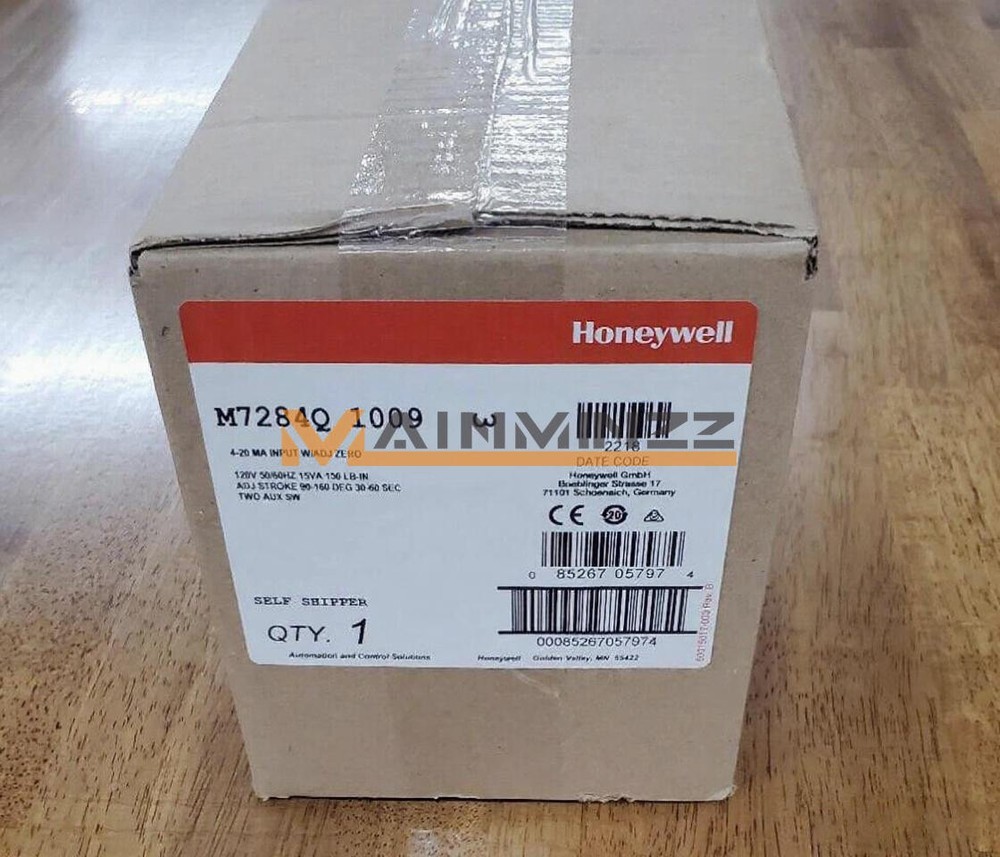 Honeywell
M7284Q 1009 3
MAINMINZZ
4-20 MA INPUT W/ADJ ZERO
120V 50/60HZ 15VA 150 LB-IN
ADJ STROKE 90-160 DEG 30-60 SEC
TWO AUX SW
2218
DATE CODE
Honeywell GmbH
Boeblinger Strasse 17
71101 Schoenaich, Germany
CE 20
0 85267 05797 4
SELF SHIPPER
QTY. 1
00085267057974
Automation and Control Solutions Honeywell Golden Valley, MN 55422